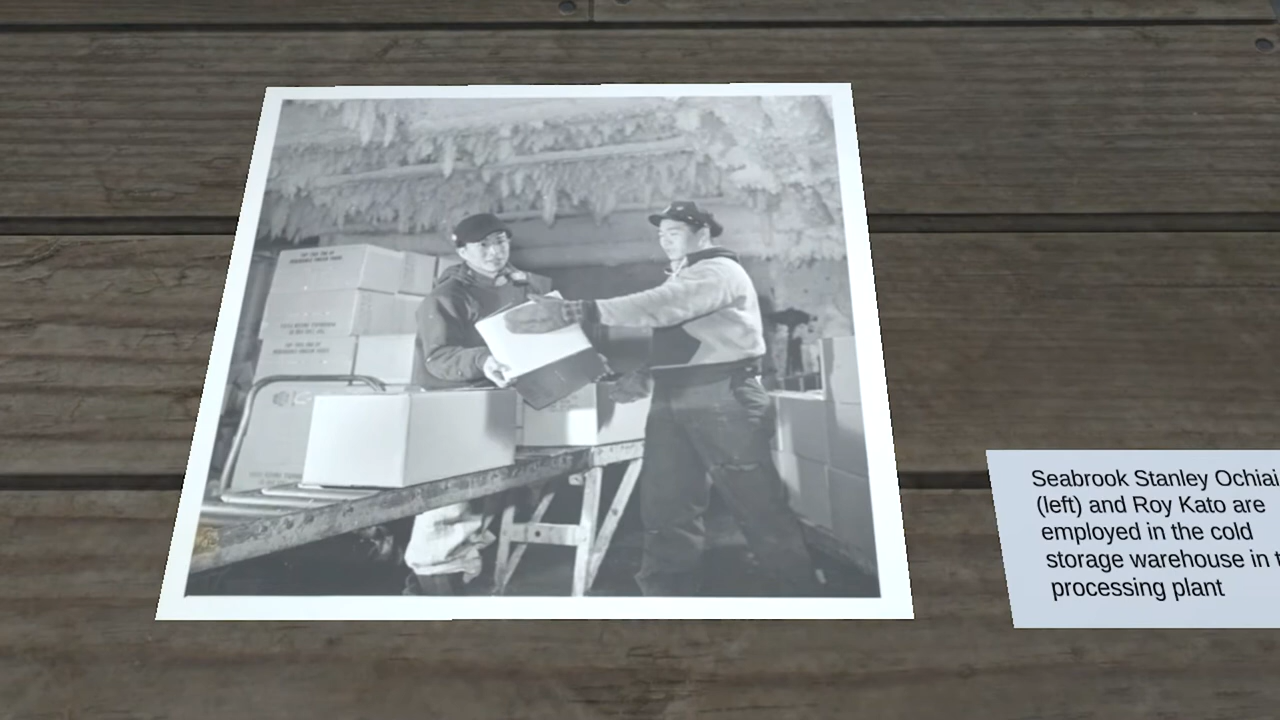 Seabrook Stanley Ochiai
(left) and Roy Kato are
employed in the cold
storage warehouse in
processing plant